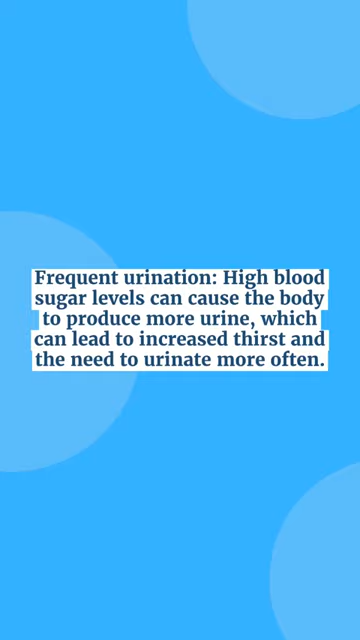 Frequent urination: High blood
sugar levels can cause the body
to produce more urine, which
can lead to increased thirst and
the need to urinate more often.